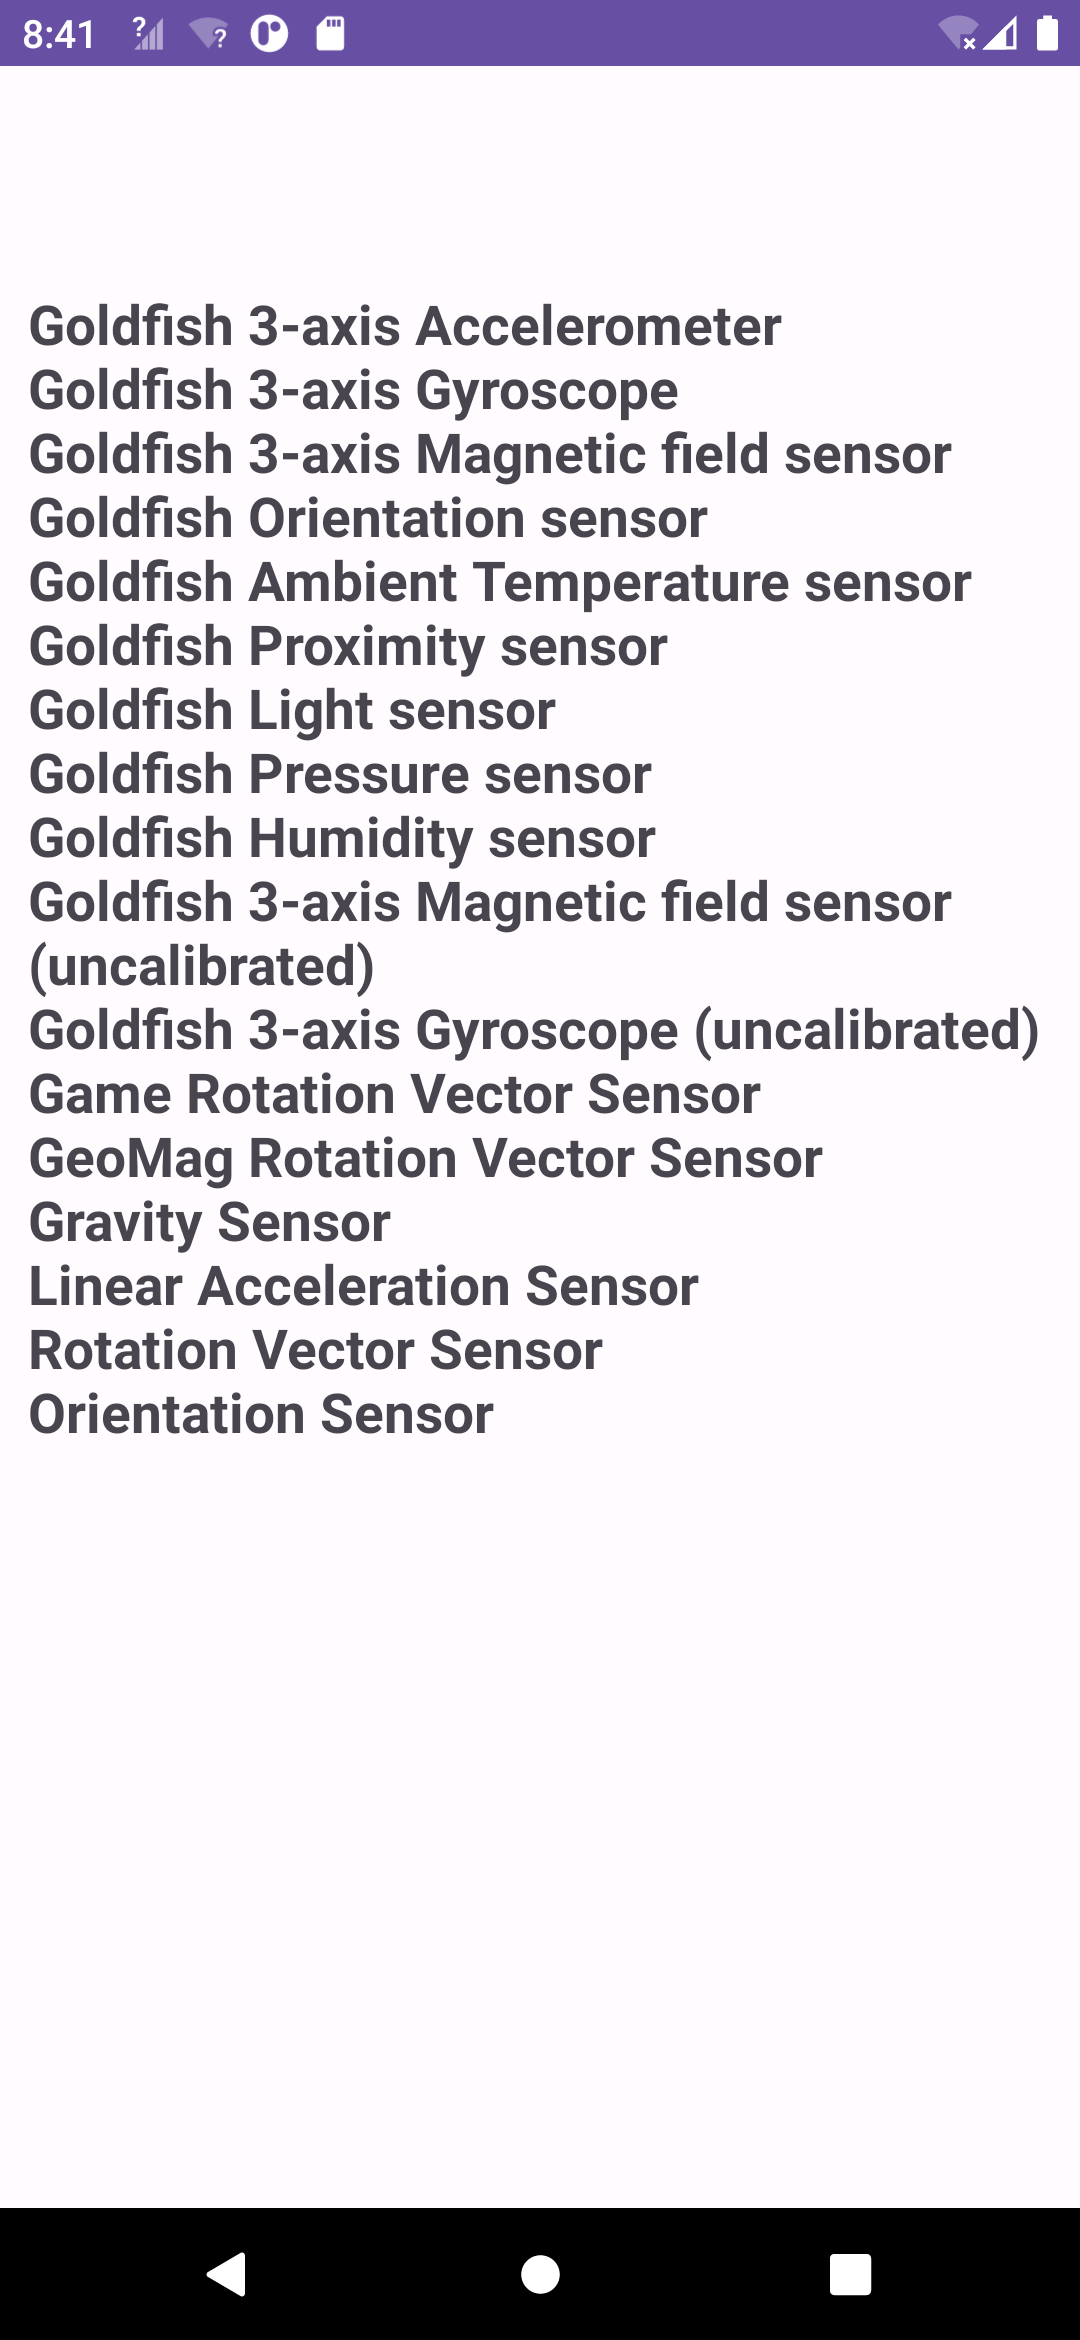 8:41
Goldfish 3-axis Accelerometer
Goldfish 3-axis Gyroscope
Goldfish 3-axis Magnetic field sensor
Goldfish Orientation sensor
Goldfish Ambient Temperature sensor
Goldfish Proximity sensor
Goldfish Light sensor
Goldfish Pressure sensor
Goldfish Humidity sensor
Goldfish 3-axis Magnetic field sensor
(uncalibrated)
Goldfish 3-axis Gyroscope (uncalibrated)
Game Rotation Vector Sensor
GeoMag Rotation Vector Sensor
Gravity Sensor
Linear Acceleration Sensor
Rotation Vector Sensor
Orientation Sensor